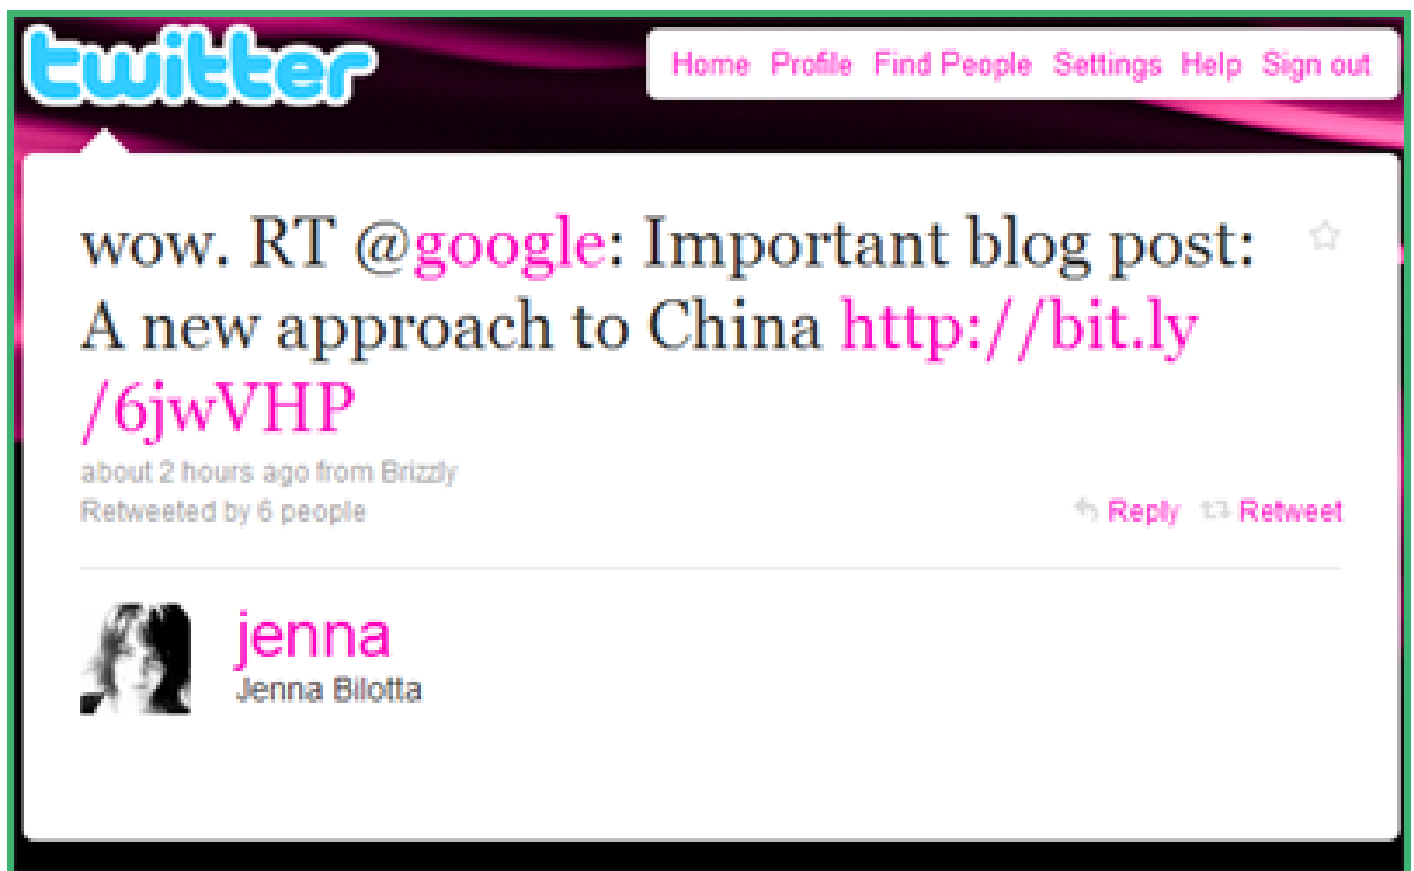 twitter
Home Profile Find People Settings Help Sign out
wow. RT @google: Important blog post:
A new approach to China http://bit.ly
/6jwVHP
about 2 hours ago from Brizzly
Retweeted by 6 people
Reply Retweet
jenna
Jenna Bilotta